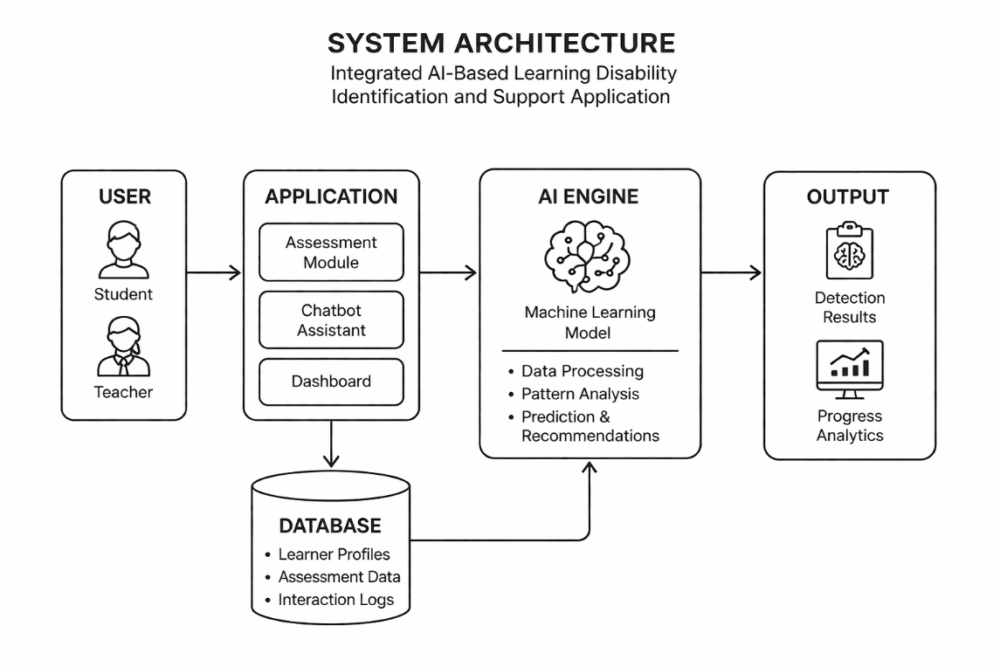 SYSTEM ARCHITECTURE
Integrated AI-Based Learning Disability
Identification and Support Application
USER
Student
Teacher
APPLICATION
Assessment
Module
Chatbot
Assistant
Dashboard
AI ENGINE
Machine Learning
Model
• Data Processing
• Pattern Analysis
• Prediction &
Recommendations
OUTPUT
Detection
Results
Progress
Analytics
DATABASE
• Learner Profiles
• Assessment Data
• Interaction Logs